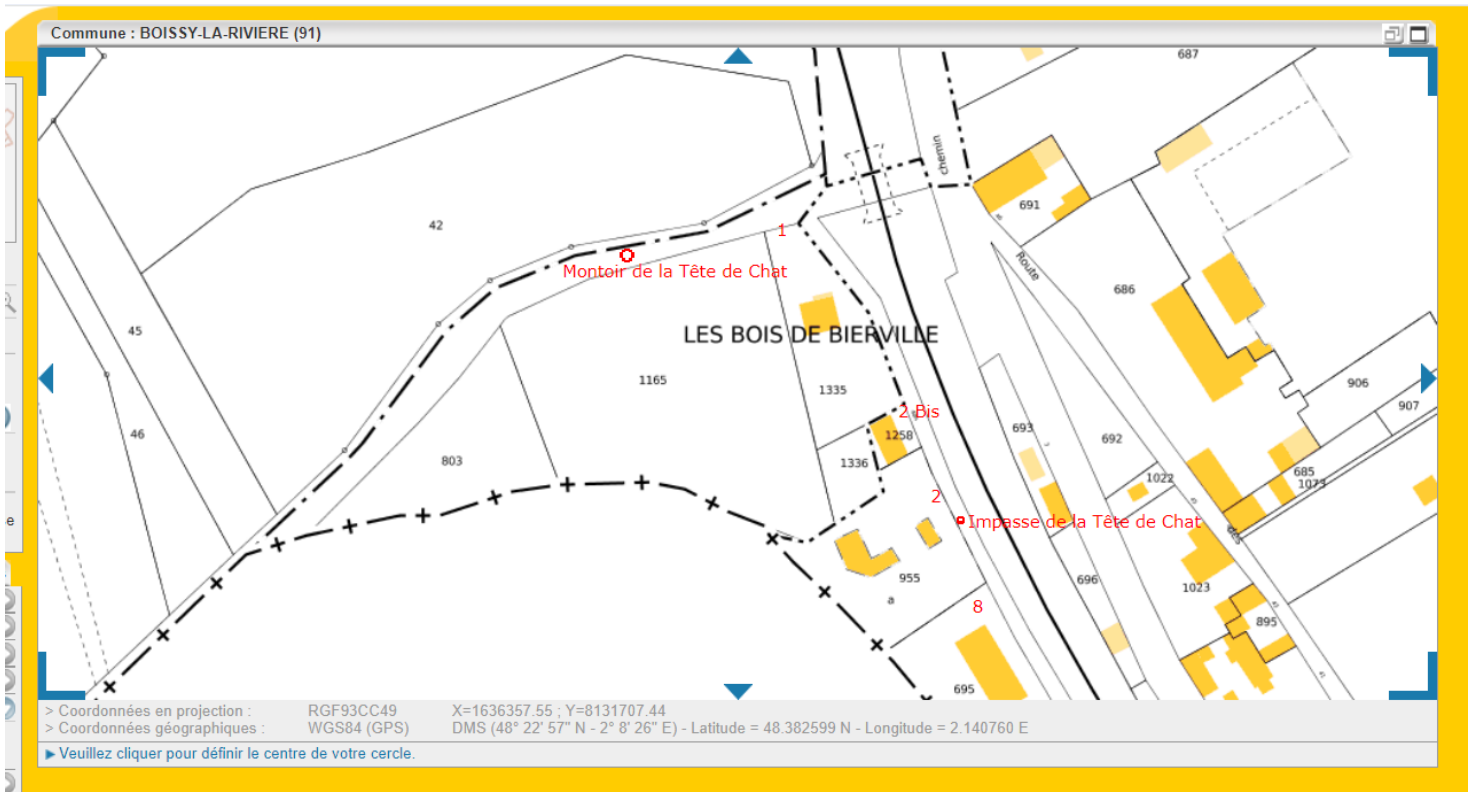 Commune : BOISSY-LA-RIVIERE (91)
687
chemin
691
42
1
Route
Montoir de la Tête de Chat
686
45
LES BOIS DE BIERVILLE
1165
1335
906
907
2 Bis
46
1258
693
692
803
1336
685
1022
1073
2
Impasse de la Tête de Chat
des
e
955
696
1023
a
8
895
695
> Coordonnées en projection : RGF93CC49 X=1636357.55 ; Y=8131707.44
> Coordonnées géographiques : WGS84 (GPS) DMS (48° 22' 57" N - 2° 8' 26" E) - Latitude = 48.382599 N - Longitude = 2.140760 E
Veuillez cliquer pour définir le centre de votre cercle.